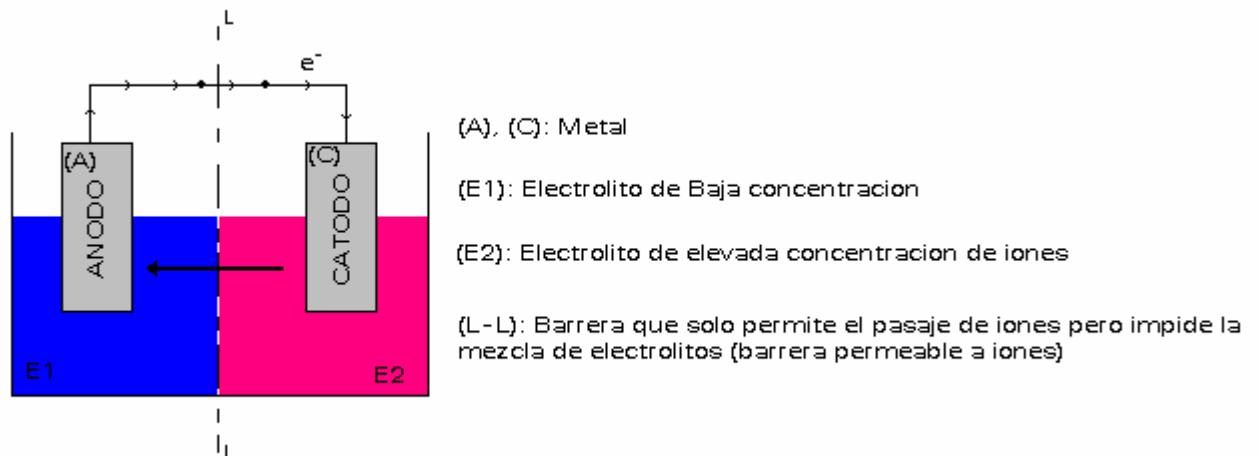 L
e-
(A), (C): Metal
(A)
(C)
ANODO
CATODO
(E1): Electrolito de Baja concentracion
(E2): Electrolito de elevada concentracion de iones
(L-L): Barrera que solo permite el pasaje de iones pero impide la
mezcla de electrolitos (barrera permeable a iones)
E1
E2
L